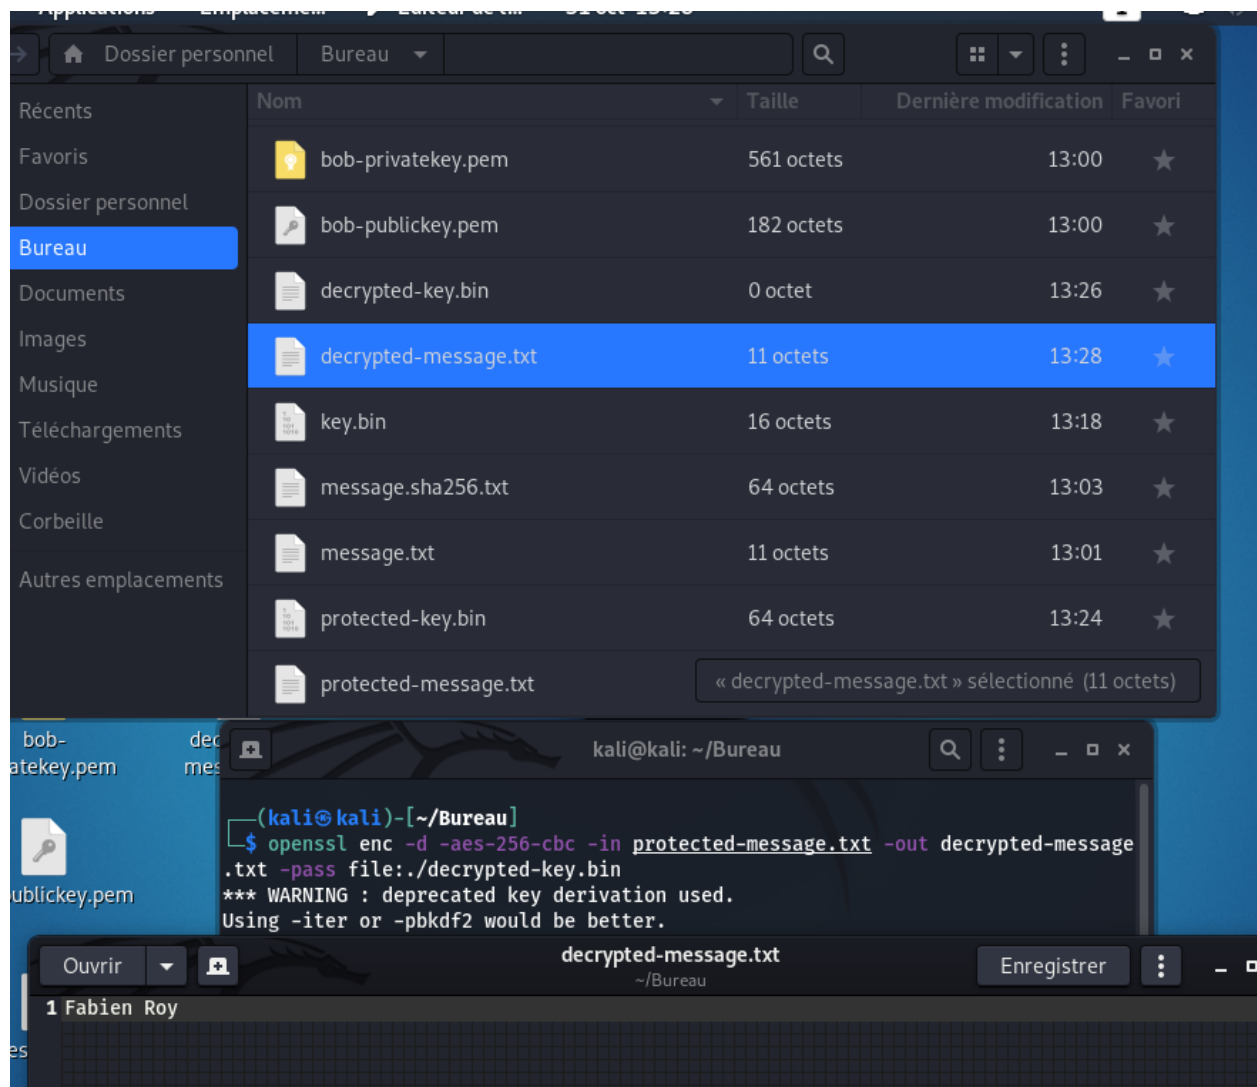 Dossier personnel Bureau
Récents
Favoris
Dossier personnel
Bureau
Documents
Images
Musique
Téléchargements
Vidéos
Corbeille
Autres emplacements
Nom Taille Dernière modification Favori
bob-privatekey.pem 561 octets 13:00
bob-publickey.pem 182 octets 13:00
decrypted-key.bin 0 octet 13:26
decrypted-message.txt 11 octets 13:28
key.bin 16 octets 13:18
message.sha256.txt 64 octets 13:03
message.txt 11 octets 13:01
protected-key.bin 64 octets 13:24
protected-message.txt
« decrypted-message.txt » sélectionné (11 octets)
bob-
atekey.pem
dec
mes
ublickey.pem
es
kali@kali: ~/Bureau
(kali㉿kali)-[~/Bureau]
$ openssl enc -d -aes-256-cbc -in protected-message.txt -out decrypted-message
.txt -pass file:./decrypted-key.bin
*** WARNING : deprecated key derivation used.
Using -iter or -pbkdf2 would be better.
Ouvrir decrypted-message.txt Enregistrer
~/Bureau
1 Fabien Roy